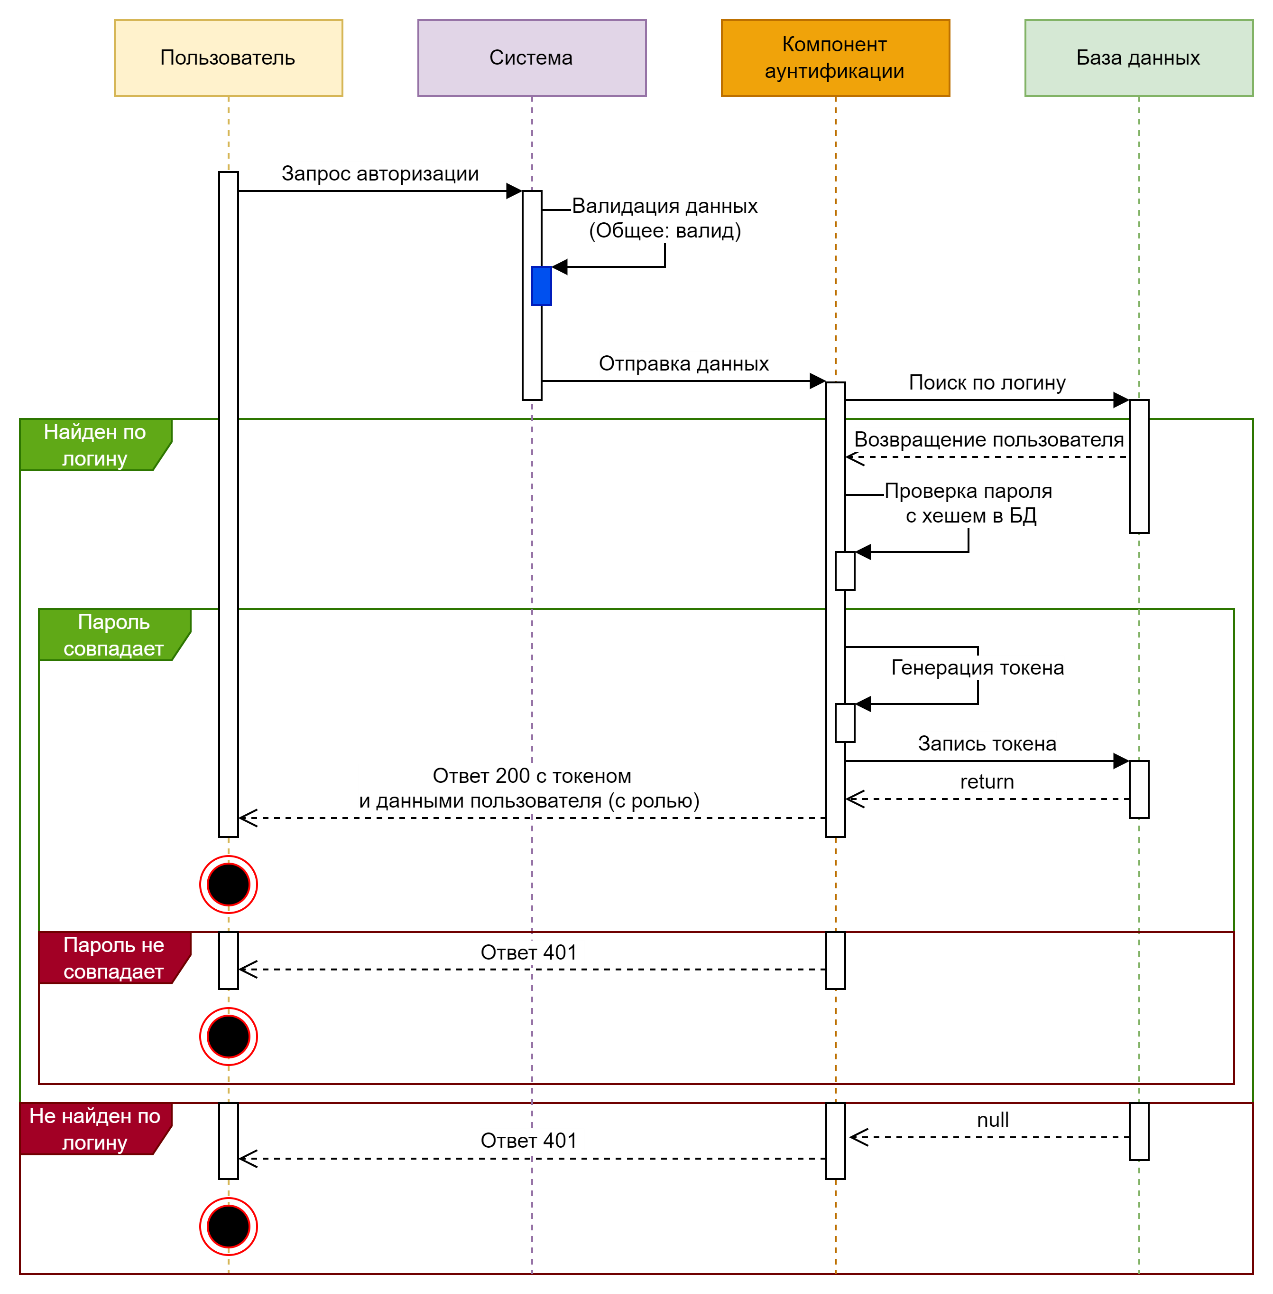 Пользователь
Система
Компонент
аунтификации
База данных
Запрос авторизации
Валидация данных
(Общее: валид)
Отправка данных
Поиск по логину
Найден по
логину
Возвращение пользователя
Проверка пароля
с хешем в БД
Пароль
совпадает
Генерация токена
Запись токена
return
Ответ 200 с токеном
и данными пользователя (с ролью)
Пароль не
совпадает
Ответ 401
Не найден по
логину
null
Ответ 401